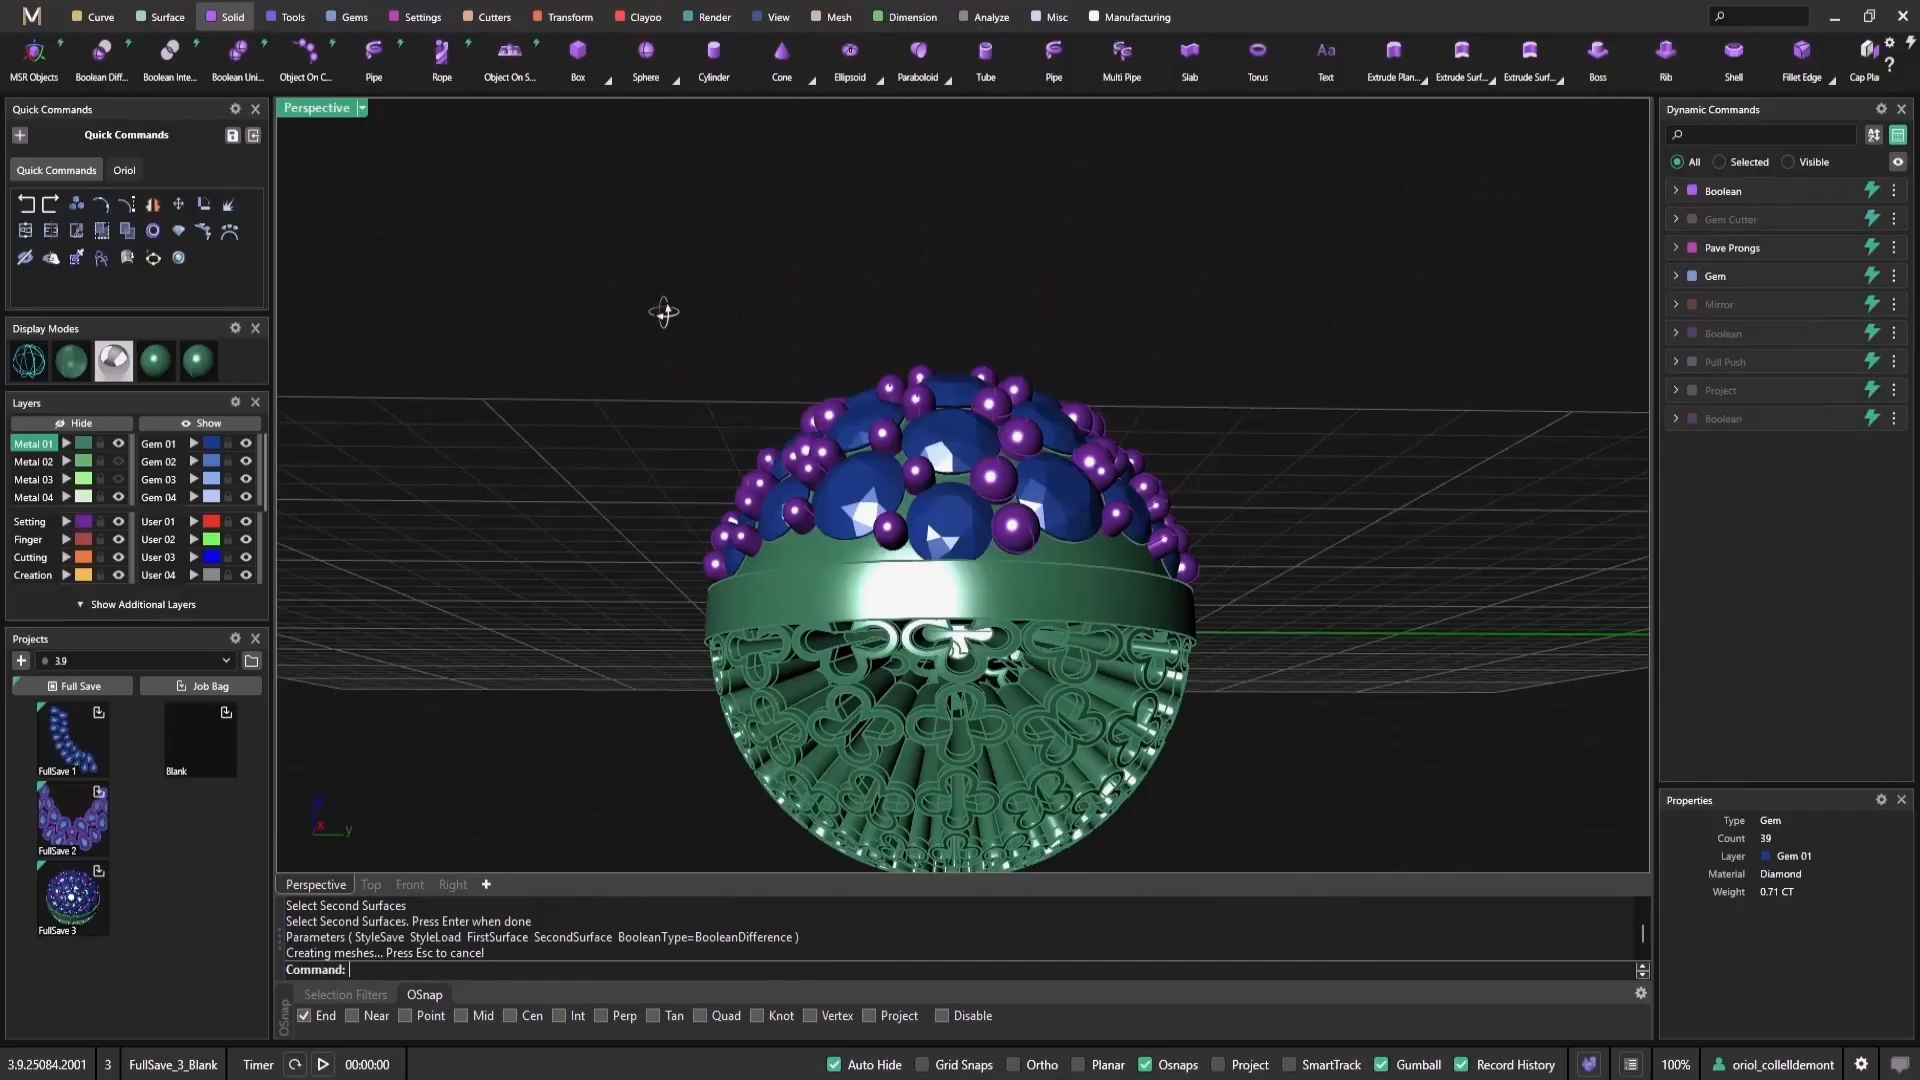 Curve Surface Solid Tools Gems Settings Cutters Transform Clayoo Render View Mesh Dimension Analyze Misc Manufacturing
MSR Objects Boolean Diff... Boolean Inte... Boolean Uni... Object On C... Pipe Rope Object On S... Box Sphere Cylinder Cone Ellipsoid Paraboloid Tube Pipe Multi Pipe Slab Torus Text Extrude Plan... Extrude Surf... Extrude Surf... Boss Rib Shell Fillet Edge Cap Pla
Quick Commands
Quick Commands
Quick Commands Oriol
Display Modes
Layers
Hide Show
Metal 01 Gem 01
Metal 02 Gem 02
Metal 03 Gem 03
Metal 04 Gem 04
Setting User 01
Finger User 02
Cutting User 03
Creation User 04
Show Additional Layers
Projects
3.9
Full Save Job Bag
FullSave 1 Blank
FullSave 2
FullSave 3
Perspective
x y
Perspective Top Front Right
Select Second Surfaces
Select Second Surfaces. Press Enter when done
Parameters ( StyleSave StyleLoad FirstSurface SecondSurface BooleanType=BooleanDifference )
Creating meshes... Press Esc to cancel
Command:
Selection Filters OSnap
OSnap
End Near Point Mid Cen Int Perp Tan Quad Knot Vertex Project Disable
Dynamic Commands
All Selected Visible
Boolean
Gem Cutter
Pave Prongs
Gem
Mirror
Boolean
Pull Push
Project
Boolean
Properties
Type Gem
Count 39
Layer Gem 01
Material Diamond
Weight 0.71 CT
3.9.25084.2001 3 FullSave_3_Blank Timer 00:00:00 Auto Hide Grid Snaps Ortho Planar Osnaps Project SmartTrack Gumball Record History 100% oriol_collelldemont